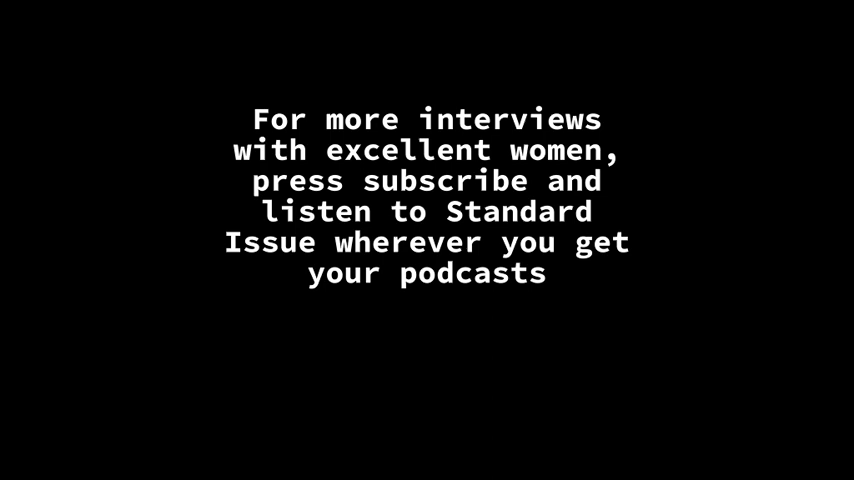 For more interviews
with excellent women,
press subscribe and
listen to Standard
Issue wherever you get
your podcasts